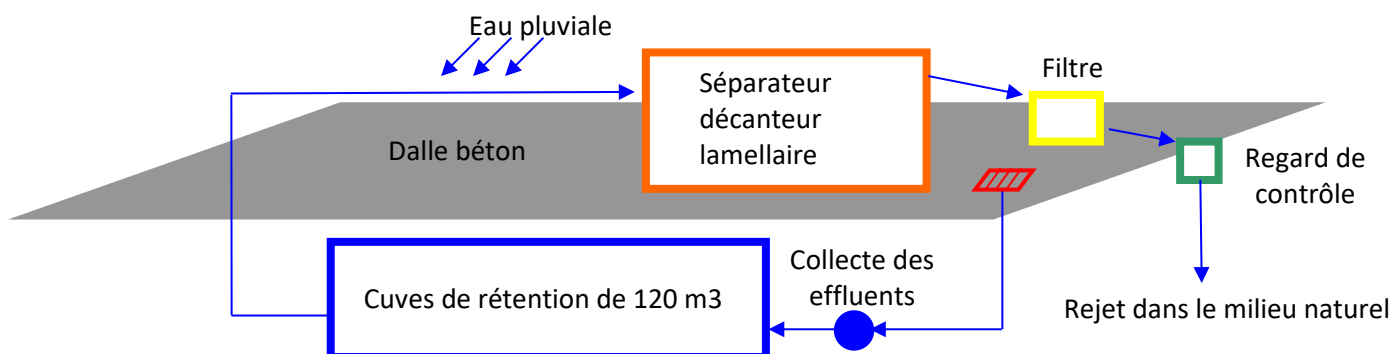 Eau pluviale
Séparateur
décanteur
lamellaire
Filtre
Dalle béton
Regard de
contrôle
Collecte des
effluents
Cuves de rétention de 120 m3
Rejet dans le milieu naturel